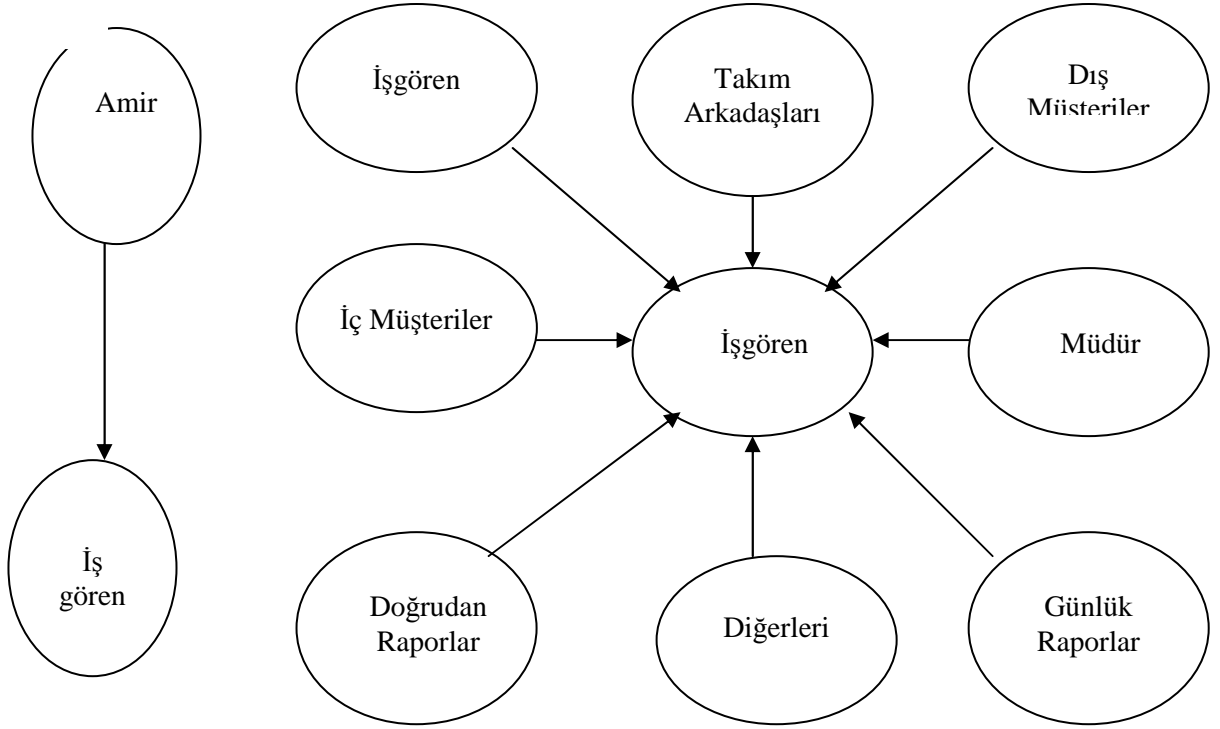 Amir
İş
gören
İşgören
Takım
Arkadaşları
Dış
Müşteriler
İç Müşteriler
İşgören
Müdür
Doğrudan
Raporlar
Diğerleri
Günlük
Raporlar